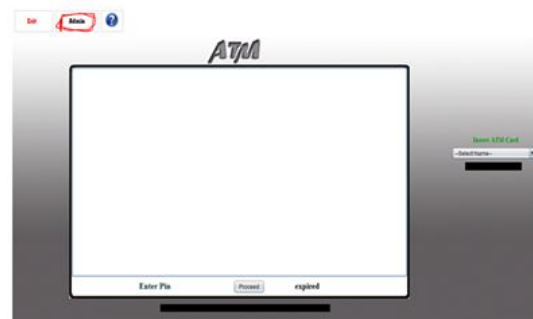 Exit Admin ?
ATM
Insert ATM Card
--Select Name--
Enter Pin Proceed expired